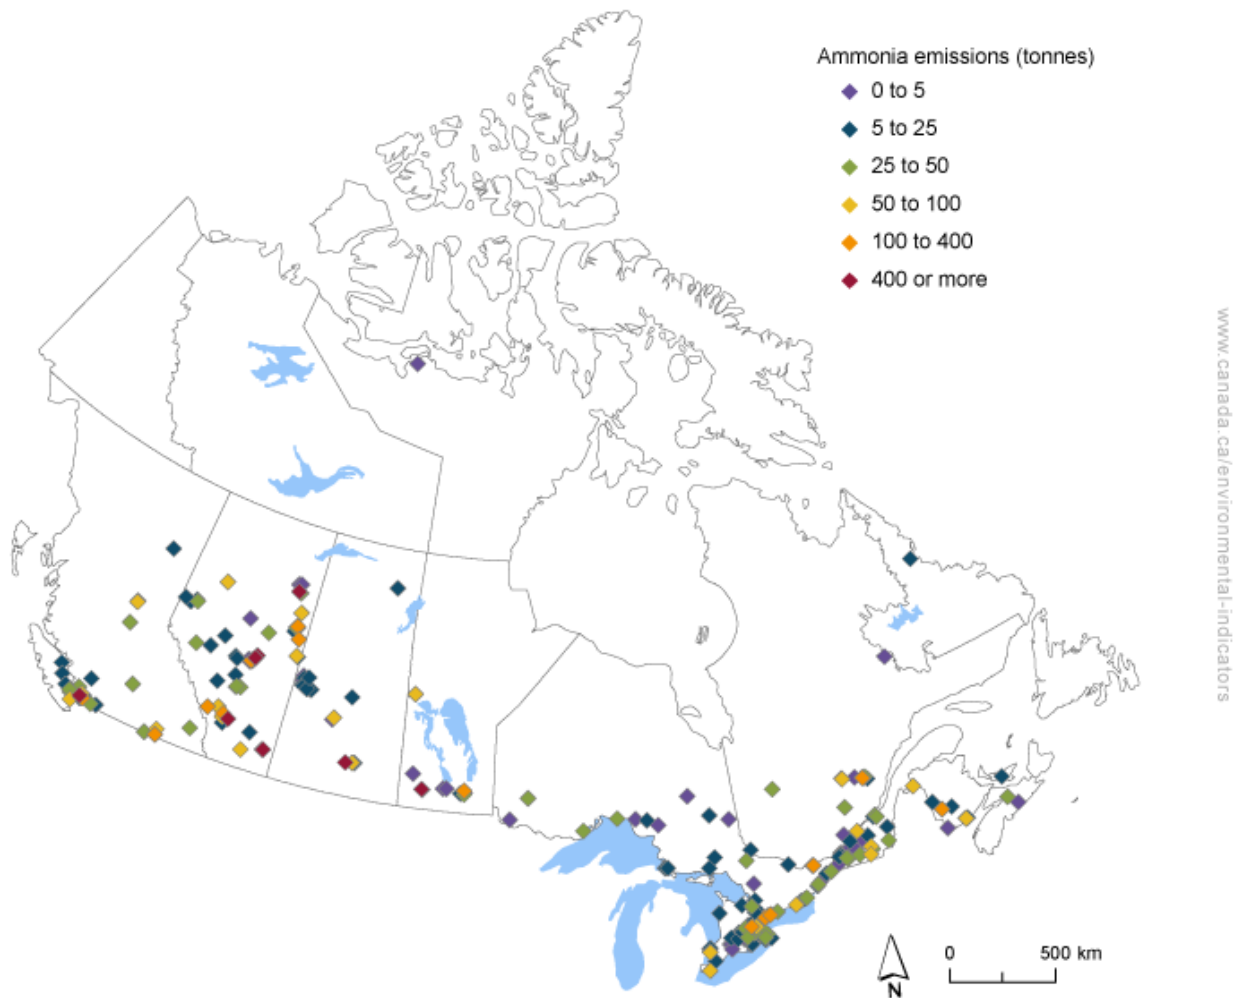 Ammonia emissions (tonnes)
0 to 5
5 to 25
25 to 50
50 to 100
100 to 400
400 or more
www.canada.ca/environmental-indicators
0 500 km
N